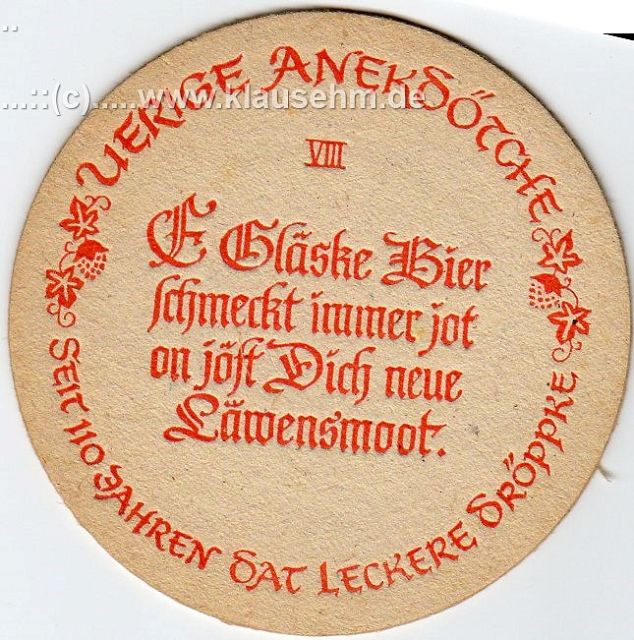 ...::(c).....www.klausehm.de
UERIGE ANEKDÖTCHE
VIII
E Gläske Bier
schmeckt immer jot
on jöft Dich neue
Läwensmoot.
SEIT 110 JAHREN DAT LECKERE DRÖPPKE